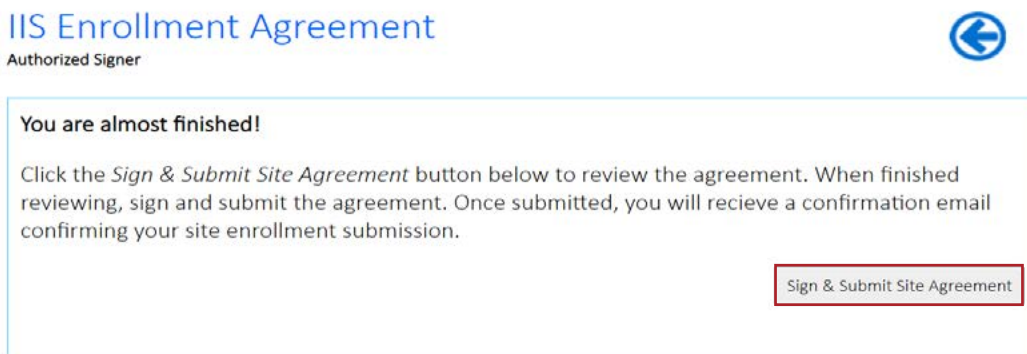 IIS Enrollment Agreement
Authorized Signer
You are almost finished!
Click the Sign & Submit Site Agreement button below to review the agreement. When finished
reviewing, sign and submit the agreement. Once submitted, you will recieve a confirmation email
confirming your site enrollment submission.
Sign & Submit Site Agreement